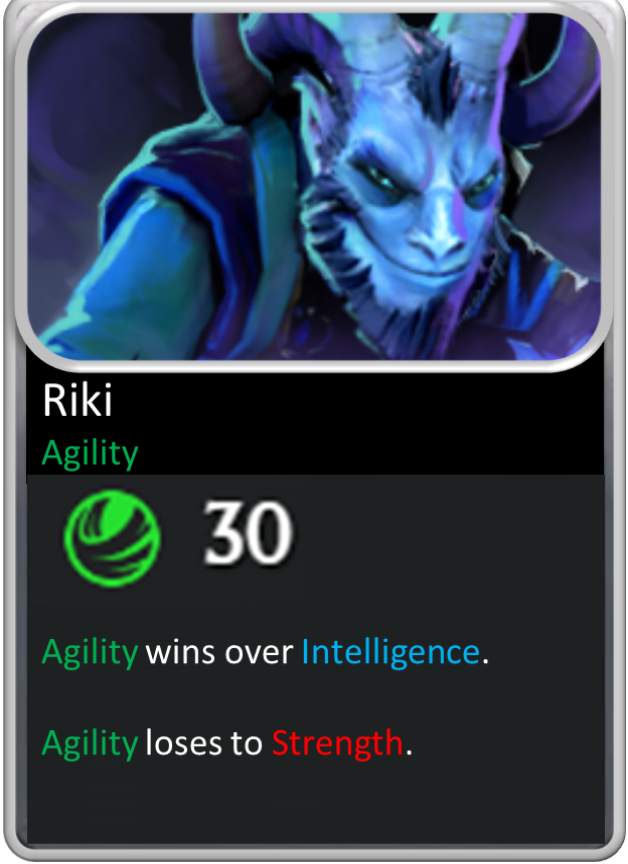 Riki
Agility
30
Agility wins over Intelligence.
Agility loses to Strength.